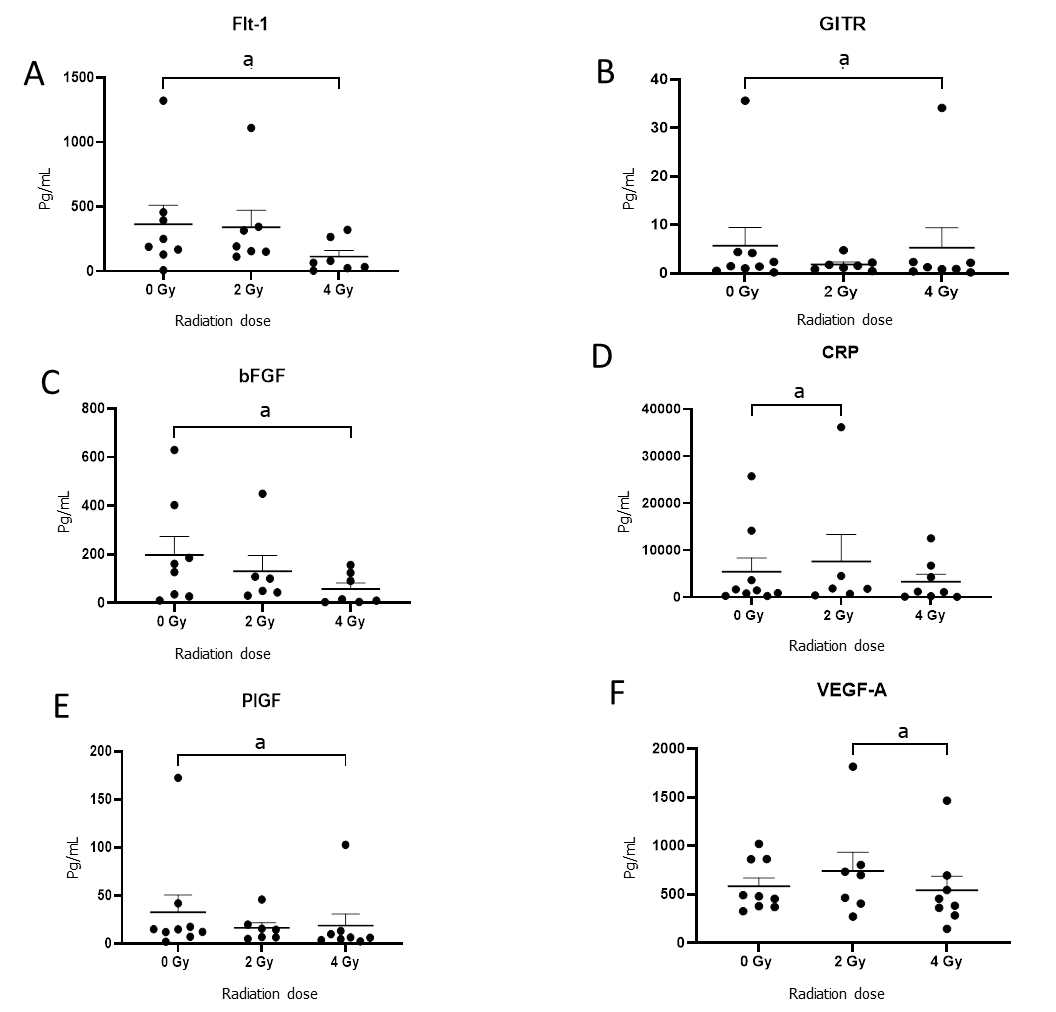 Flt-1
A
a
1500
1000
500
0
Pg/mL
0 Gy
2 Gy
4 Gy
Radiation dose
GITR
B
a
40
30
20
10
0
Pg/mL
0 Gy
2 Gy
4 Gy
Radiation dose
bFGF
C
a
800
600
400
200
0
Pg/mL
0 Gy
2 Gy
4 Gy
Radiation dose
CRP
D
a
40000
30000
20000
10000
0
Pg/mL
0 Gy
2 Gy
4 Gy
Radiation dose
PlGF
E
a
200
150
100
50
0
Pg/mL
0 Gy
2 Gy
4 Gy
Radiation dose
VEGF-A
F
a
2000
1500
1000
500
0
Pg/mL
0 Gy
2 Gy
4 Gy
Radiation dose